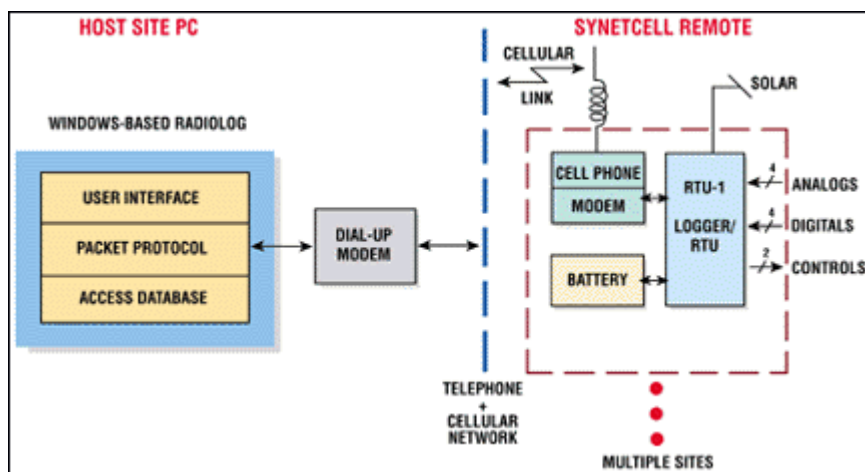 HOST SITE PC
SYNETCELL REMOTE
CELLULAR
LINK
SOLAR
WINDOWS-BASED RADIOLOG
USER INTERFACE
PACKET PROTOCOL
ACCESS DATABASE
DIAL-UP
MODEM
CELL PHONE
MODEM
BATTERY
RTU-1
LOGGER/
RTU
4
ANALOGS
4
DIGITALS
2
CONTROLS
TELEPHONE
+
CELLULAR
NETWORK
MULTIPLE SITES